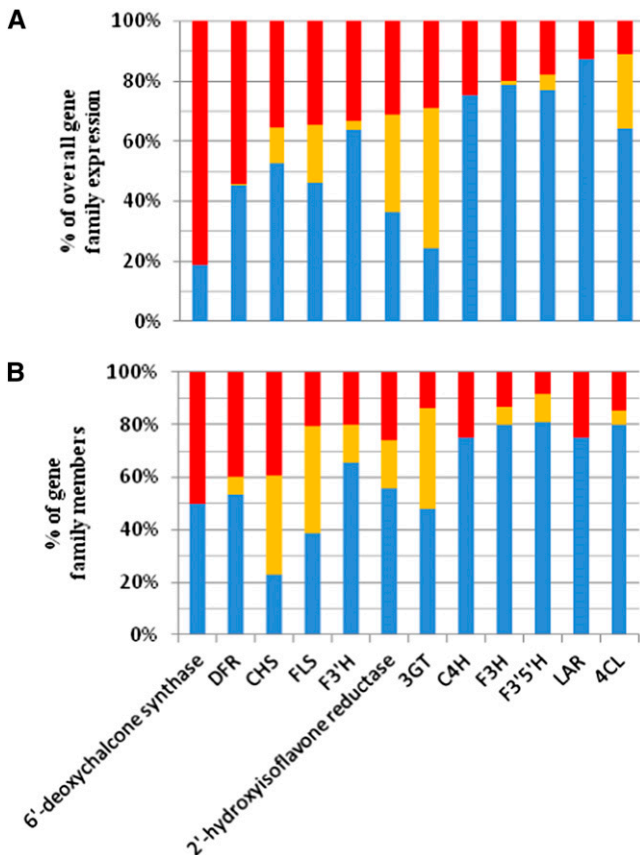 A
% of overall gene
family expression
100%
80%
60%
40%
20%
0%
B
% of gene
family members
100%
80%
60%
40%
20%
0%
6'-deoxychalcone synthase
DFR
CHS
FLS
F3'H
2'-hydroxyisoflavone reductase
3GT
C4H
F3H
F3'5'H
LAR
4CL